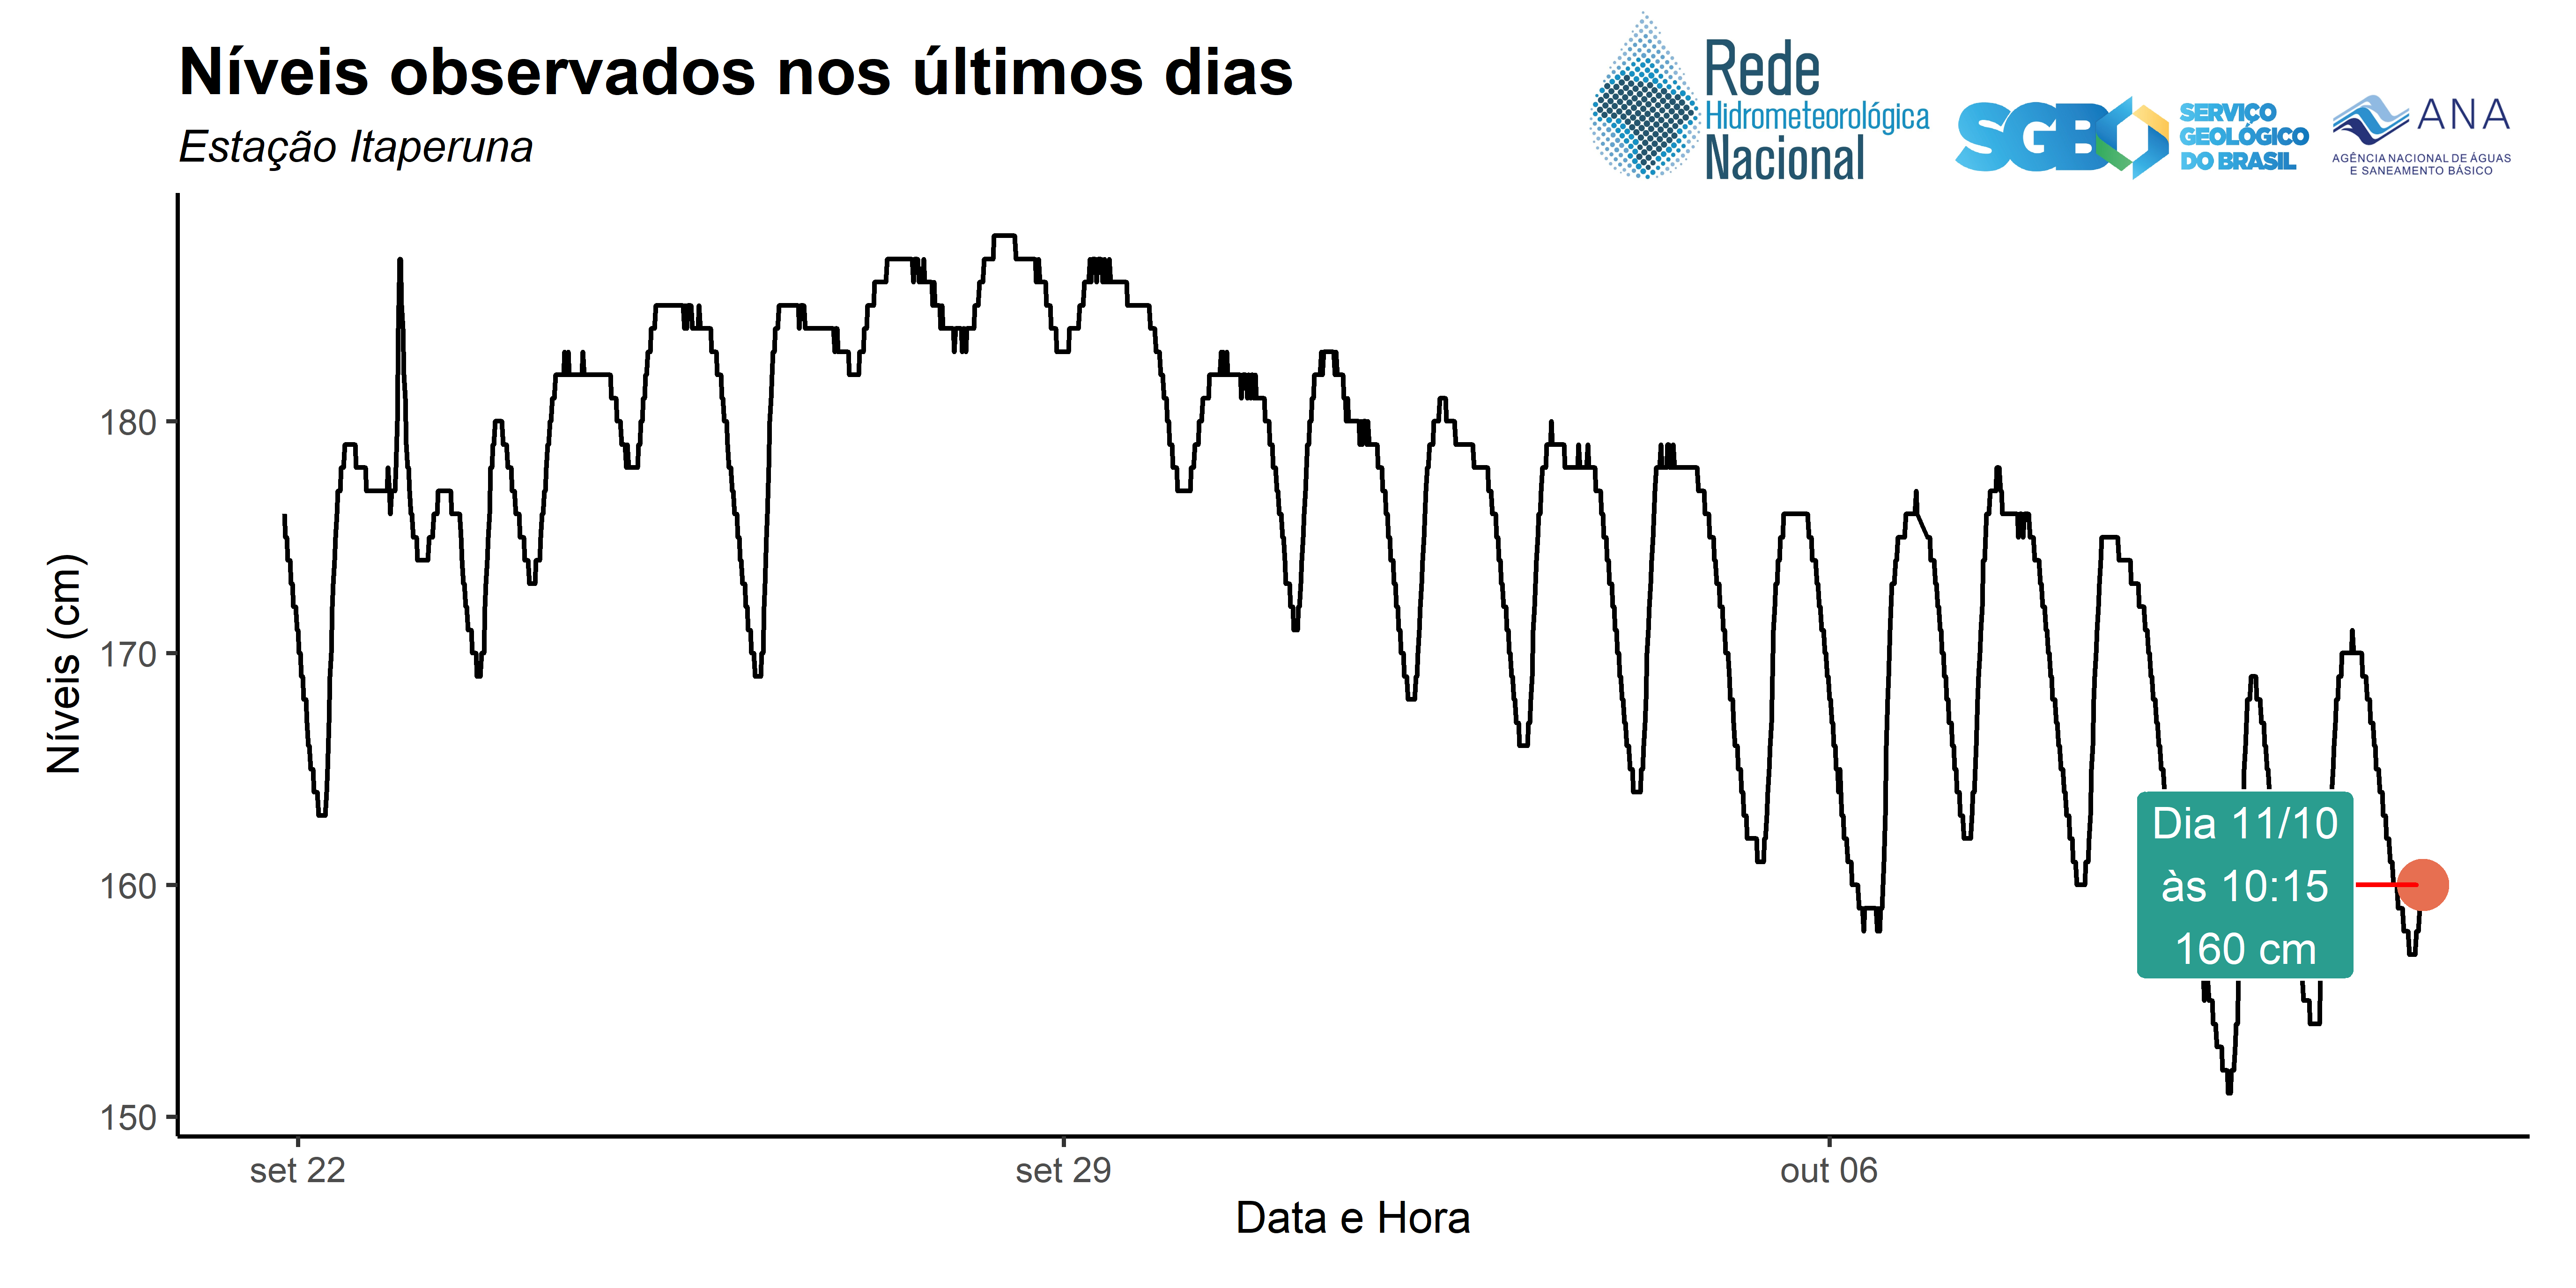 Níveis observados nos últimos dias
Estação Itaperuna
Rede
Hidrometeorológica
Nacional
SGB
SERVIÇO
GEOLÓGICO
DO BRASIL
ANA
AGÊNCIA NACIONAL DE ÁGUAS
E SANEAMENTO BÁSICO
Níveis (cm)
180
170
160
150
Dia 11/10
às 10:15
160 cm
set 22
set 29
out 06
Data e Hora